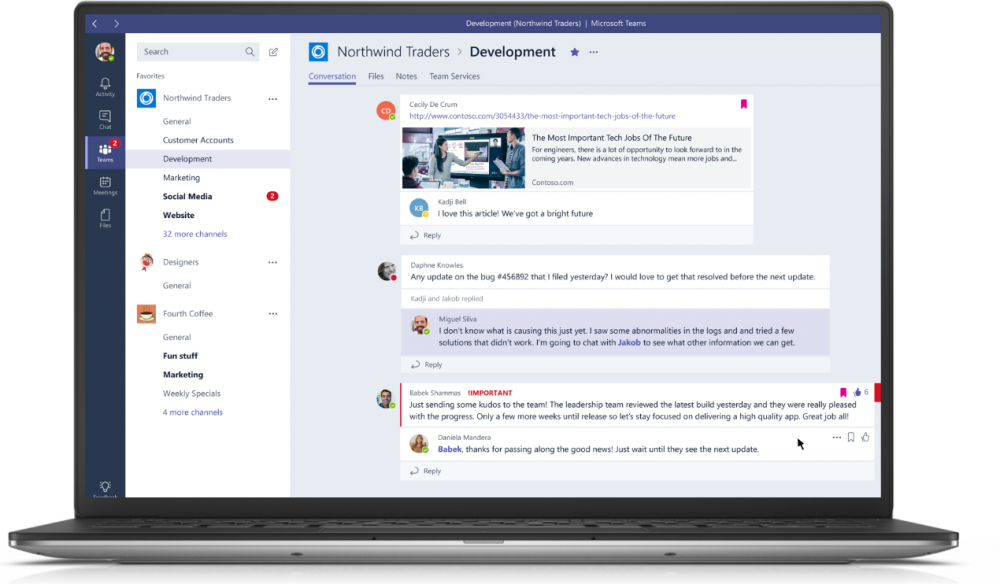 Development (Northwind Traders) | Microsoft Teams
Search
Northwind Traders > Development
Activity
Chat
2
Teams
Meetings
Files
Feedback
Favorites
Northwind Traders
General
Customer Accounts
Development
Marketing
Social Media 2
Website
32 more channels
Designers
General
Fourth Coffee
General
Fun stuff
Marketing
Weekly Specials
4 more channels
Conversation Files Notes Team Services
CD
Cecily De Crum
http://www.contoso.com/3054433/the-most-important-tech-jobs-of-the-future
The Most Important Tech Jobs Of The Future
For engineers, there is a lot of opportunity to look forward to in the
coming years. New advances in technology mean more jobs and...
Contoso.com
KB
Kadji Bell
I love this article! We've got a bright future
Reply
Daphne Knowles
Any update on the bug #456892 that I filed yesterday? I would love to get that resolved before the next update.
Kadji and Jakob replied
Miguel Silva
I don't know what is causing this just yet. I saw some abnormalities in the logs and and tried a few
solutions that didn't work. I'm going to chat with Jakob to see what other information we can get.
Reply
Babek Shammas !IMPORTANT 6
Just sending some kudos to the team! The leadership team reviewed the latest build yesterday and they were really pleased
with the progress. Only a few more weeks until release so let's stay focused on delivering a high quality app. Great job all!
Daniela Mandera
Babek, thanks for passing along the good news! Just wait until they see the next update.
Reply